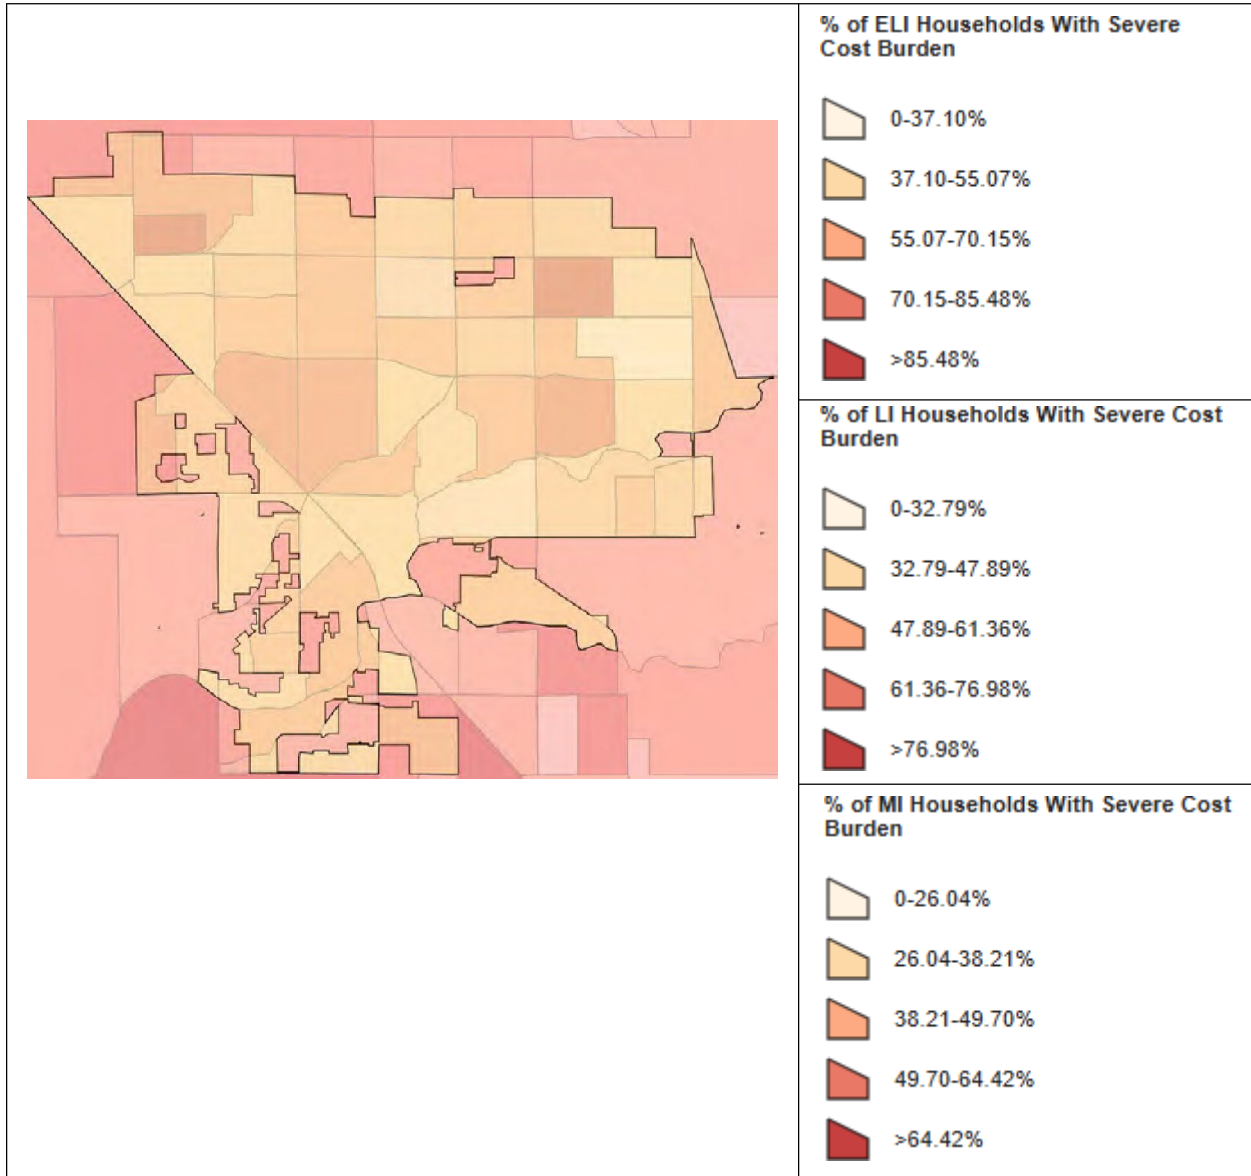 % of ELI Households With Severe
Cost Burden
0-37.10%
37.10-55.07%
55.07-70.15%
70.15-85.48%
>85.48%
% of LI Households With Severe Cost
Burden
0-32.79%
32.79-47.89%
47.89-61.36%
61.36-76.98%
>76.98%
% of MI Households With Severe Cost
Burden
0-26.04%
26.04-38.21%
38.21-49.70%
49.70-64.42%
>64.42%